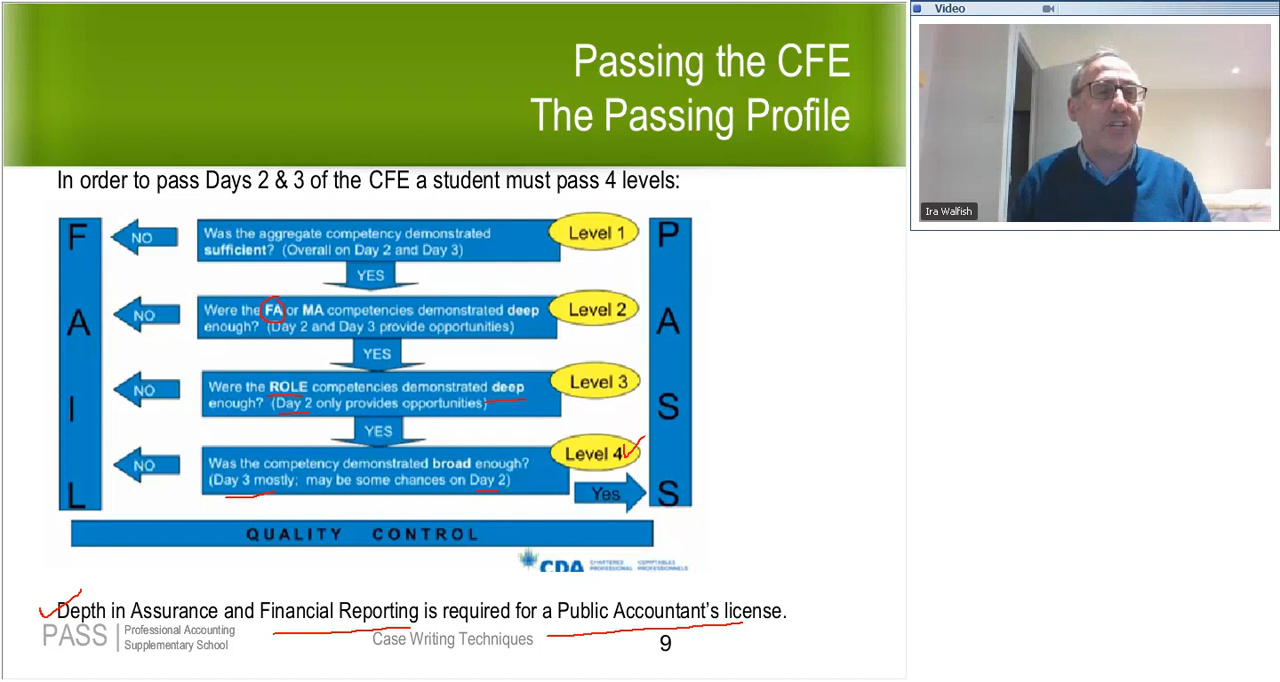 Passing the CFE
The Passing Profile
In order to pass Days 2 & 3 of the CFE a student must pass 4 levels:
FAIL
NO
Was the aggregate competency demonstrated
sufficient? (Overall on Day 2 and Day 3)
Level 1
YES
NO
Were the FA or MA competencies demonstrated deep
enough? (Day 2 and Day 3 provide opportunities)
Level 2
YES
NO
Were the ROLE competencies demonstrated deep
enough? (Day 2 only provides opportunities)
Level 3
YES
NO
Was the competency demonstrated broad enough?
(Day 3 mostly; may be some chances on Day 2)
Level 4
Yes
PASS
QUALITY CONTROL
CPA
CHARTERED PROFESSIONAL
COMPTABLES PROFESSIONNELS
Depth in Assurance and Financial Reporting is required for a Public Accountant's license.
PASS
Professional Accounting
Supplementary School
Case Writing Techniques
9
Video
Ira Walfish